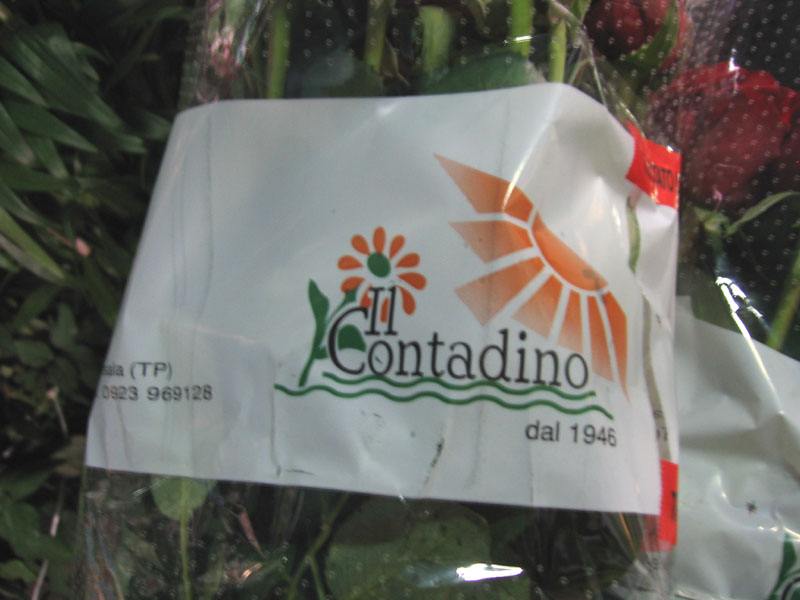 Il
Contadino
dal 1946
(TP)
0923 969128